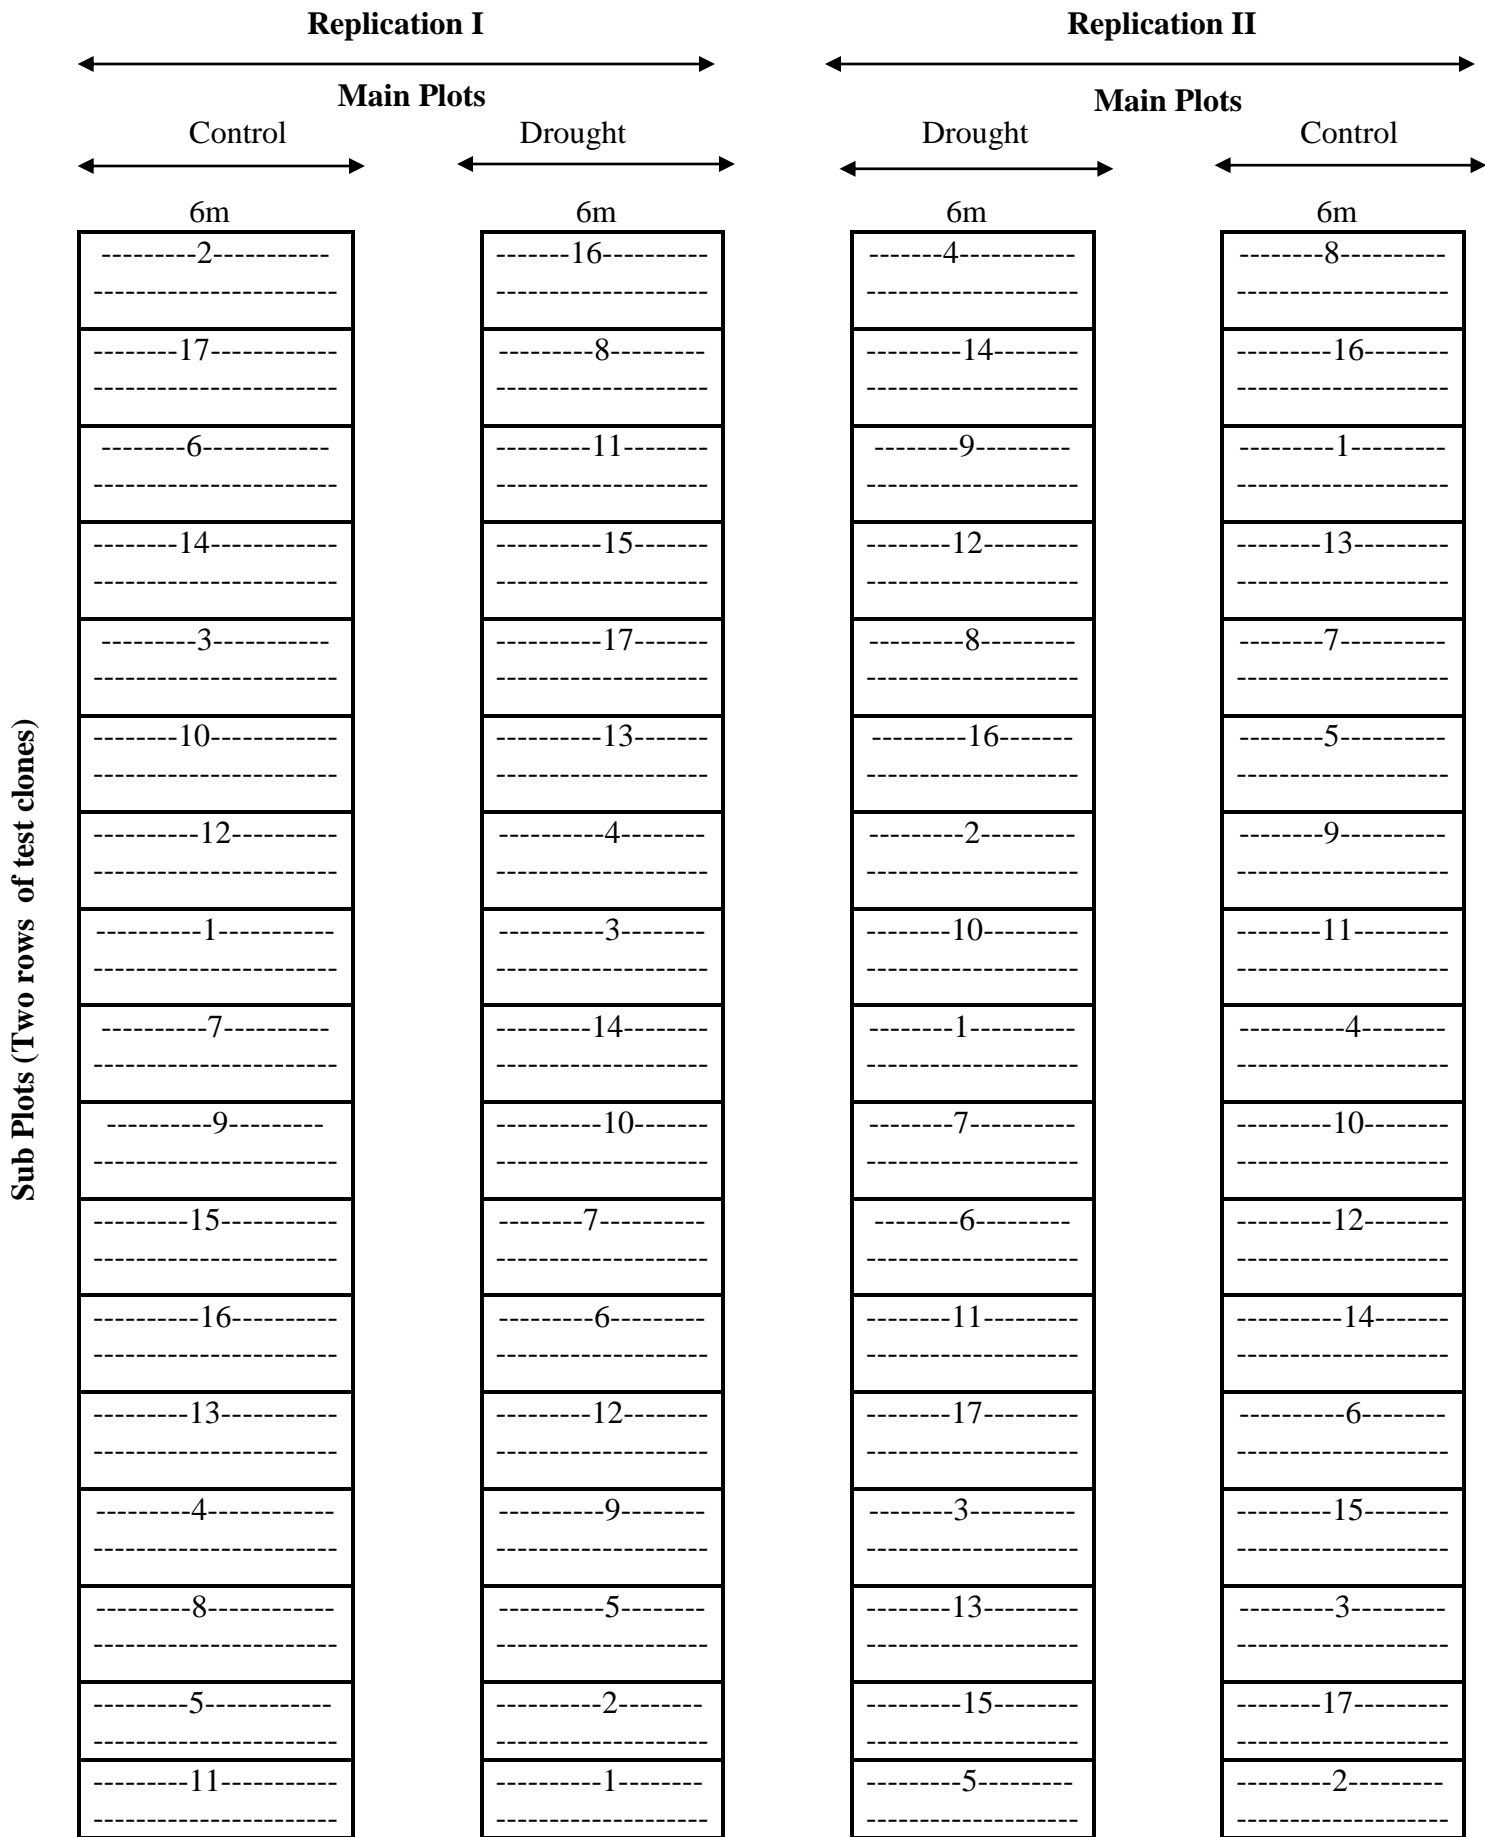 Replication I Replication II
Main Plots Main Plots
Control Drought Drought Control
6m 6m 6m 6m
Sub Plots (Two rows of test clones)
---------2----------- -------16---------- -------4----------- --------8----------
----------------------- -------------------- -------------------- --------------------
--------17------------ ---------8--------- ---------14-------- ---------16--------
----------------------- -------------------- -------------------- --------------------
--------6------------ ---------11-------- --------9--------- ---------1---------
----------------------- -------------------- -------------------- --------------------
--------14------------ ----------15------- --------12--------- --------13---------
----------------------- -------------------- -------------------- --------------------
---------3----------- ----------17------- ---------8--------- --------7----------
----------------------- -------------------- -------------------- --------------------
--------10------------ ----------13------- ---------16------- --------5----------
----------------------- -------------------- -------------------- --------------------
----------12---------- ----------4-------- ---------2--------- --------9----------
----------------------- -------------------- -------------------- --------------------
----------1----------- ----------3-------- --------10--------- --------11---------
----------------------- -------------------- -------------------- --------------------
----------7---------- ---------14-------- --------1---------- ----------4--------
----------------------- -------------------- -------------------- --------------------
----------9--------- ----------10------- --------7---------- ---------10--------
----------------------- -------------------- -------------------- --------------------
---------15----------- --------7---------- --------6--------- ---------12--------
----------------------- -------------------- -------------------- --------------------
----------16---------- ---------6--------- --------11--------- ----------14-------
----------------------- -------------------- -------------------- --------------------
---------13----------- ---------12-------- --------17--------- ----------6--------
----------------------- -------------------- -------------------- --------------------
---------4------------ ----------9-------- --------3---------- ---------15--------
----------------------- -------------------- -------------------- --------------------
---------8------------ ----------5-------- --------13--------- ---------3---------
----------------------- -------------------- -------------------- --------------------
---------5------------ ----------2-------- ---------15-------- --------17---------
----------------------- -------------------- -------------------- --------------------
---------11----------- ----------1-------- ---------5--------- ---------2---------
----------------------- -------------------- -------------------- --------------------